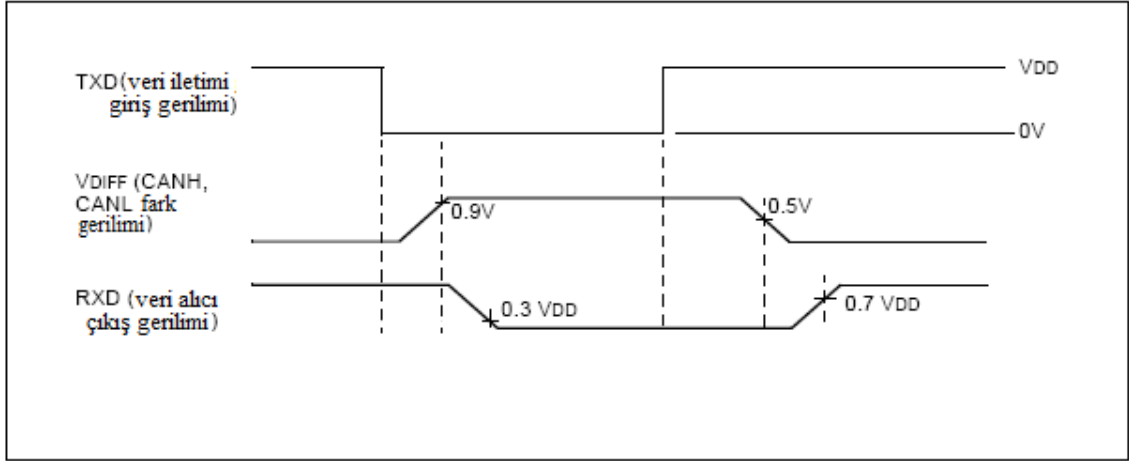 TXD(veri iletimi
giriş gerilimi)
VDD
0V
VDIFF (CANH,
CANL fark
gerilimi)
0.9V
0.5V
RXD (veri alıcı
çıkış gerilimi)
0.3 VDD
0.7 VDD